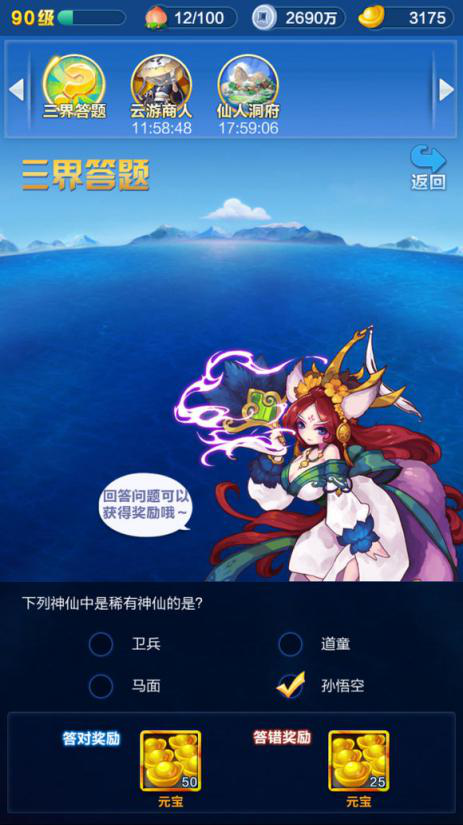 90级 12/100 2690万 3175
三界答题 云游商人 仙人洞府
11:58:48 17:59:06
三界答题
返回
回答问题可以
获得奖励哦~
下列神仙中是稀有神仙的是?
卫兵 道童
马面 孙悟空
答对奖励 50 答错奖励 25
元宝 元宝